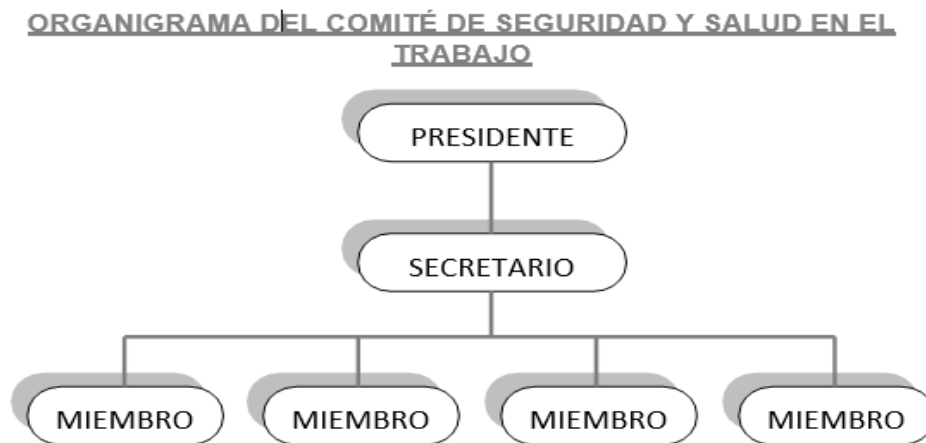 ORGANIGRAMA DEL COMITÉ DE SEGURIDAD Y SALUD EN EL
TRABAJO
PRESIDENTE
SECRETARIO
MIEMBRO MIEMBRO MIEMBRO MIEMBRO